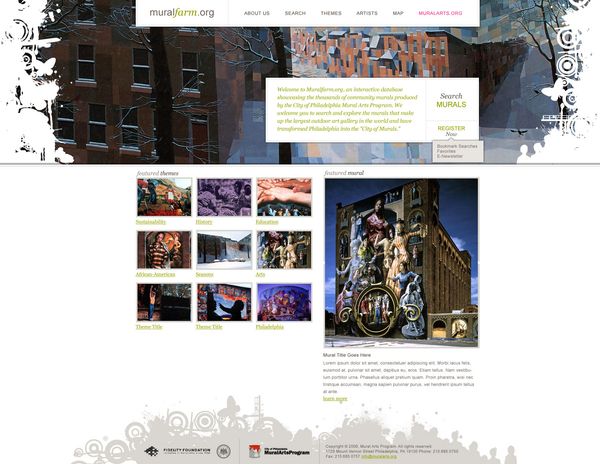 muralfarm.org
ABOUT US
SEARCH
THEMES
ARTISTS
MAP
MURALARTS.ORG
Welcome to Muralfarm.org, an interactive database
showcasing the thousands of community murals produced
by the City of Philadelphia Mural Arts Program. We
welcome you to search and explore the murals that make
up the largest outdoor art gallery in the world and have
transformed Philadelphia into the "City of Murals."
Search
MURALS
REGISTER
Now
Bookmark Searches
Favorites
E-Newsletter
featured themes
Sustainability
History
Education
African-American
Seasons
Arts
Theme Title
Theme Title
Philadelphia
featured mural
Mural Title Goes Here
Lorem ipsum dolor sit amet, consectetuer adipiscing elit. Morbi lacus felis,
euismod at, pulvinar sit amet, dapibus eu, eros. Etiam tellus. Nam vestibu-
lum porttitor urna. Phasellus aliquet pretium quam. Proin pharetra, wisi nec
tristique accumsan, magna sapien pulvinar purus, vel hendrerit ipsum tellus at
ante.
learn more
FIDELITY FOUNDATION
City of Philadelphia
MuralArtsProgram
Copyright © 2006, Mural Arts Program. All rights reserved.
1729 Mount Vernon Street Philadelphia, PA 19130 Phone: 215.685.0750
Fax: 215.685.0757 info@muralarts.org